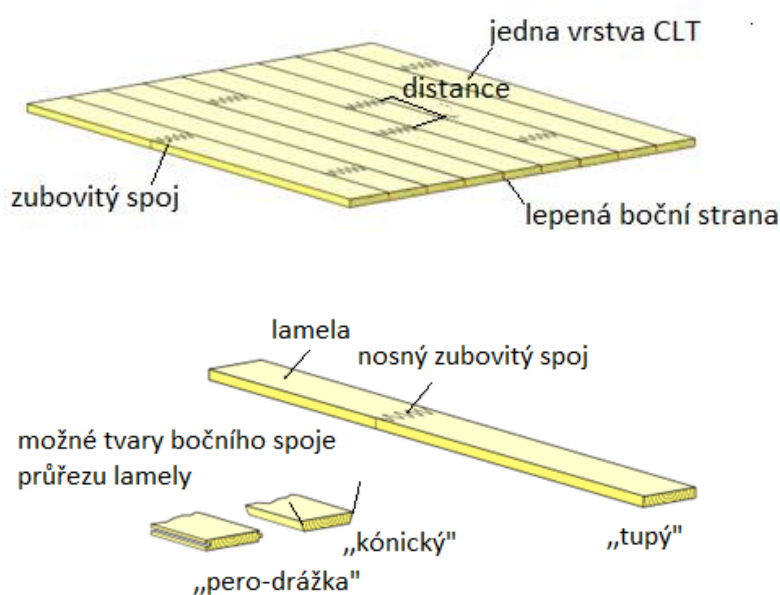 jedna vrstva CLT
distance
zubovitý spoj
lepená boční strana
lamela
nosný zubovitý spoj
možné tvary bočního spoje
průřezu lamely
„kónický"
„tupý"
„pero-drážka"